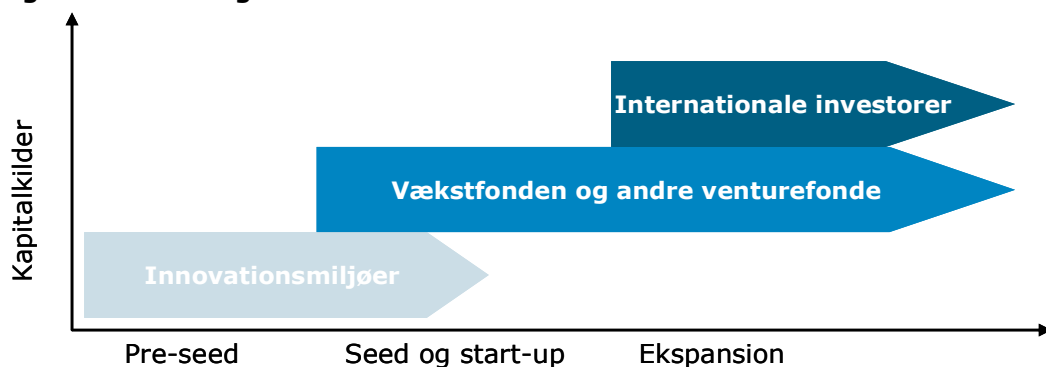 Internationale investorer
Vækstfonden og andre venturefonde
Innovationsmiljøer
Kapitalkilder
Pre-seed
Seed og start-up
Ekspansion